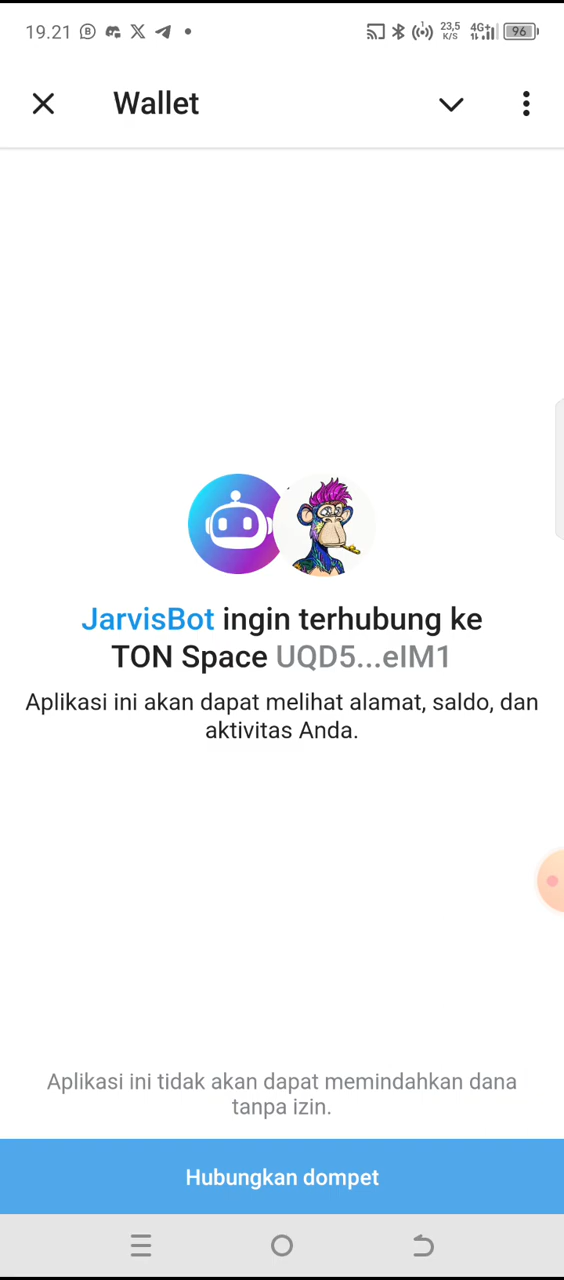 19.21
23,5
K/S
4G+
96
Wallet
JarvisBot ingin terhubung ke
TON Space UQD5...eIM1
Aplikasi ini akan dapat melihat alamat, saldo, dan
aktivitas Anda.
Aplikasi ini tidak akan dapat memindahkan dana
tanpa izin.
Hubungkan dompet